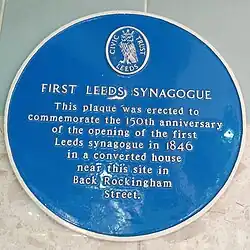 CIVIC TRUST
LEEDS
FIRST LEEDS SYNAGOGUE
This plaque was erected to
commemorate the 150th anniversary
of the opening of the first
Leeds synagogue in 1846
in a converted house
near this site in
Back Rockingham
Street.